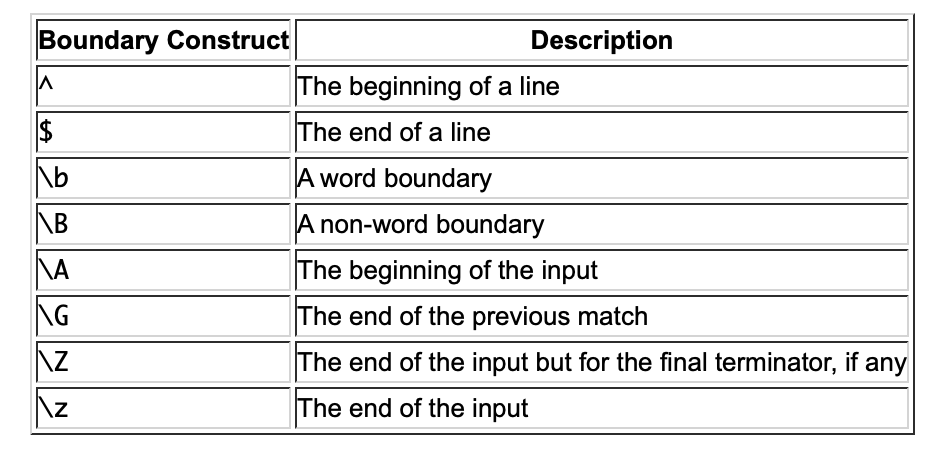 Boundary Construct Description
^ The beginning of a line
$ The end of a line
\b A word boundary
\B A non-word boundary
\A The beginning of the input
\G The end of the previous match
\Z The end of the input but for the final terminator, if any
\z The end of the input